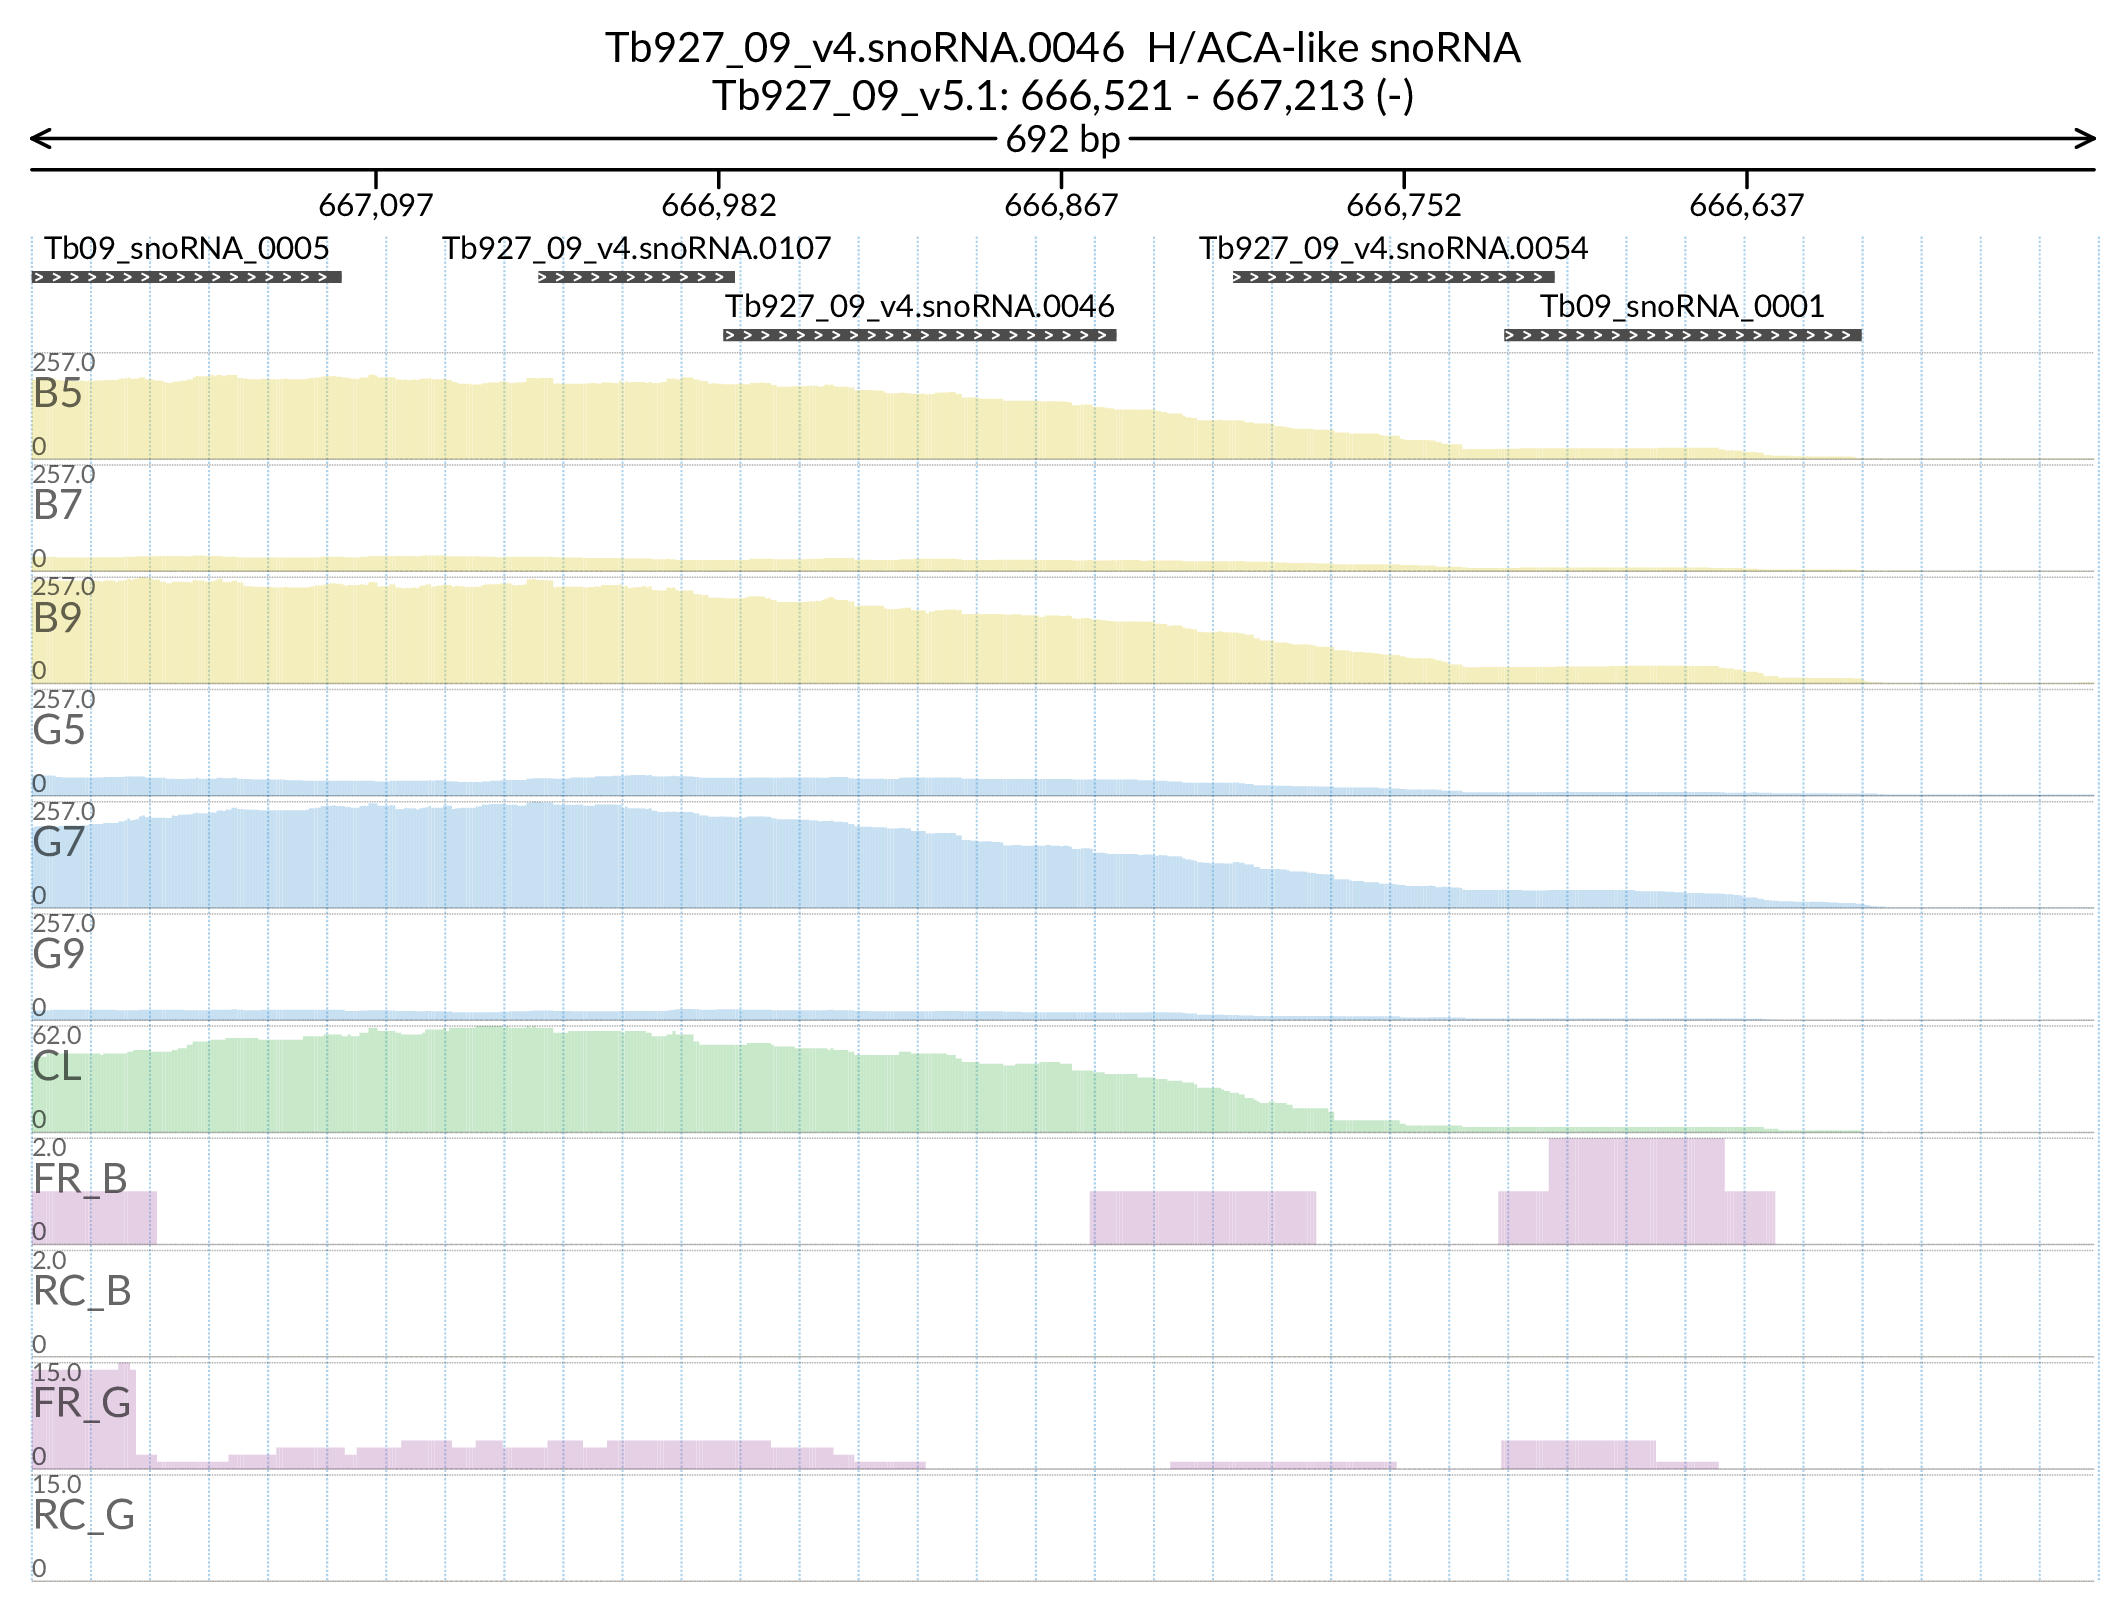 Tb927_09_v4.snoRNA.0046 H/ACA-like snoRNA
Tb927_09_v5.1: 666,521 - 667,213 (-)
692 bp
667,097 666,982 666,867 666,752 666,637
Tb09_snoRNA_0005 Tb927_09_v4.snoRNA.0107 Tb927_09_v4.snoRNA.0054
Tb927_09_v4.snoRNA.0046 Tb09_snoRNA_0001
257.0
B5
0
257.0
B7
0
257.0
B9
0
257.0
G5
0
257.0
G7
0
257.0
G9
0
62.0
CL
0
2.0
FR_B
0
2.0
RC_B
0
15.0
FR_G
0
15.0
RC_G
0